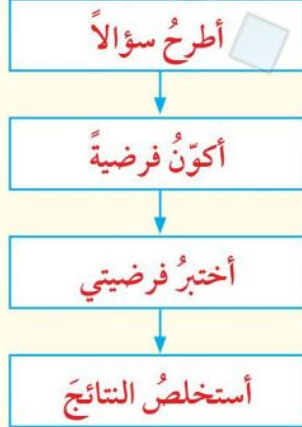 أطرحُ سؤالاً
أكوّنُ فرضيةً
أختبرُ فرضيتي
أستخلصُ النتائجَ